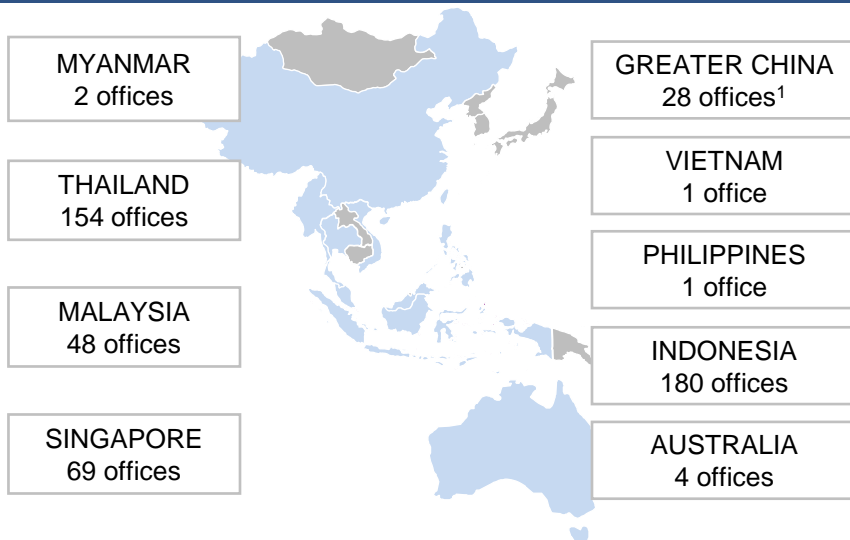 MYANMAR
2 offices
THAILAND
154 offices
MALAYSIA
48 offices
SINGAPORE
69 offices
GREATER CHINA
28 offices¹
VIETNAM
1 office
PHILIPPINES
1 office
INDONESIA
180 offices
AUSTRALIA
4 offices